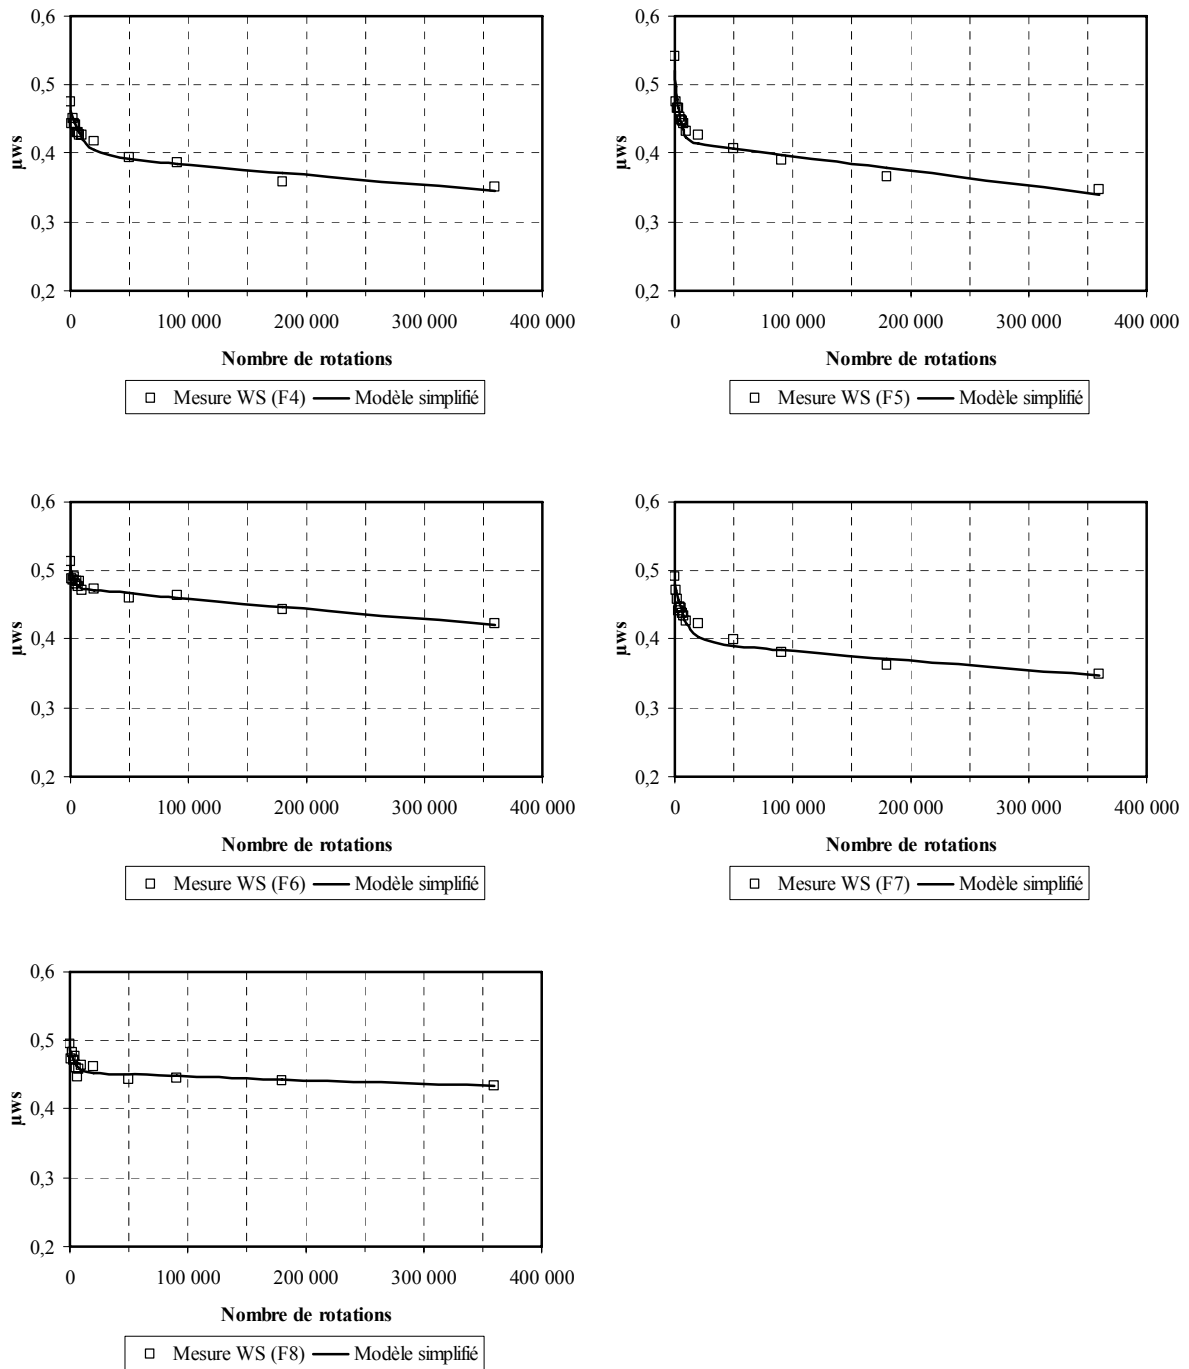 0,6
0,5
0,4
0,3
0,2
µws
0 100 000 200 000 300 000 400 000
Nombre de rotations
Mesure WS (F4) Modèle simplifié
0,6
0,5
0,4
0,3
0,2
µws
0 100 000 200 000 300 000 400 000
Nombre de rotations
Mesure WS (F5) Modèle simplifié
0,6
0,5
0,4
0,3
0,2
µws
0 100 000 200 000 300 000 400 000
Nombre de rotations
Mesure WS (F6) Modèle simplifié
0,6
0,5
0,4
0,3
0,2
µws
0 100 000 200 000 300 000 400 000
Nombre de rotations
Mesure WS (F7) Modèle simplifié
0,6
0,5
0,4
0,3
0,2
µws
0 100 000 200 000 300 000 400 000
Nombre de rotations
Mesure WS (F8) Modèle simplifié